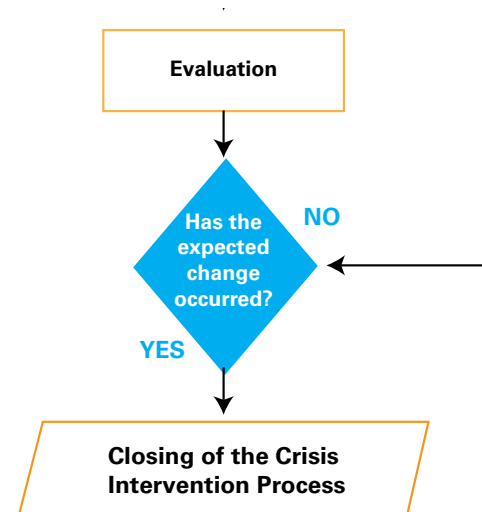 Evaluation
Has the
expected
change
occurred?
NO
YES
Closing of the Crisis
Intervention Process